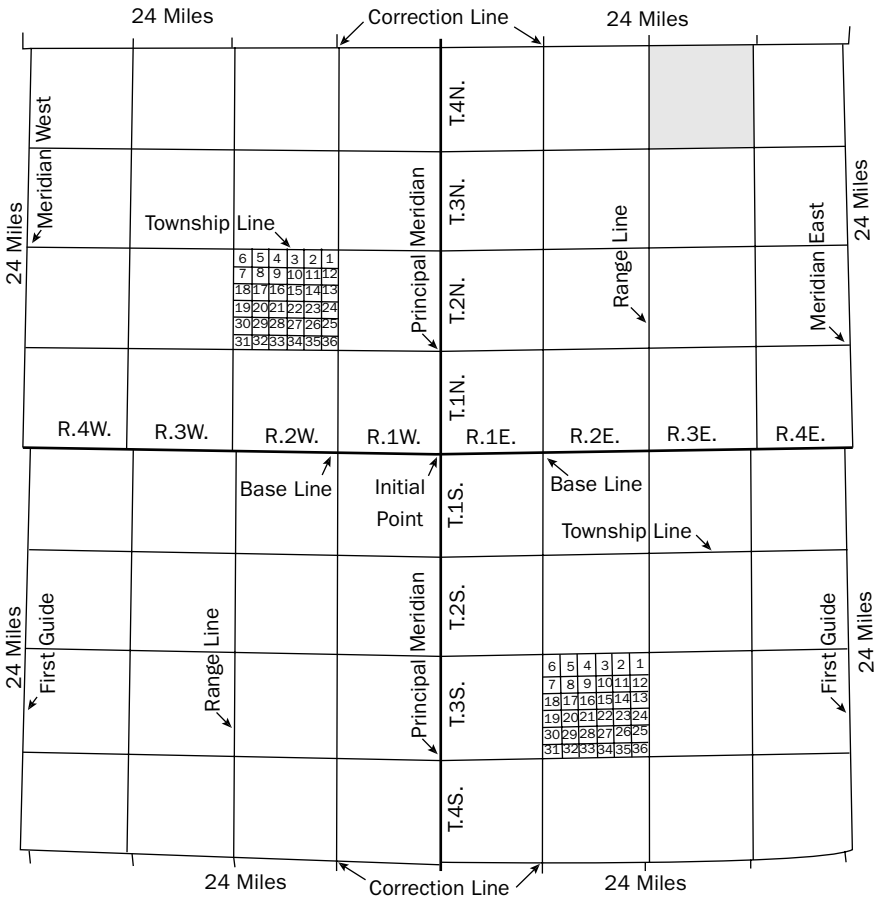 24 Miles
Correction Line
24 Miles
T.4N.
Meridian West
24 Miles
24 Miles
T.3N.
Principal Meridian
Township Line
Range Line
Meridian East
6 5 4 3 2 1
7 8 9 10 11 12
18 17 16 15 14 13
19 20 21 22 23 24
30 29 28 27 26 25
31 32 33 34 35 36
T.2N.
T.1N.
R.4W.
R.3W.
R.2W.
R.1W.
R.1E.
R.2E.
R.3E.
R.4E.
Base Line
Initial
Point
T.1S.
Base Line
Township Line
24 Miles
First Guide
Range Line
Principal Meridian
T.2S.
First Guide
24 Miles
T.3S.
6 5 4 3 2 1
7 8 9 10 11 12
18 17 16 15 14 13
19 20 21 22 23 24
30 29 28 27 26 25
31 32 33 34 35 36
T.4S.
24 Miles
Correction Line
24 Miles